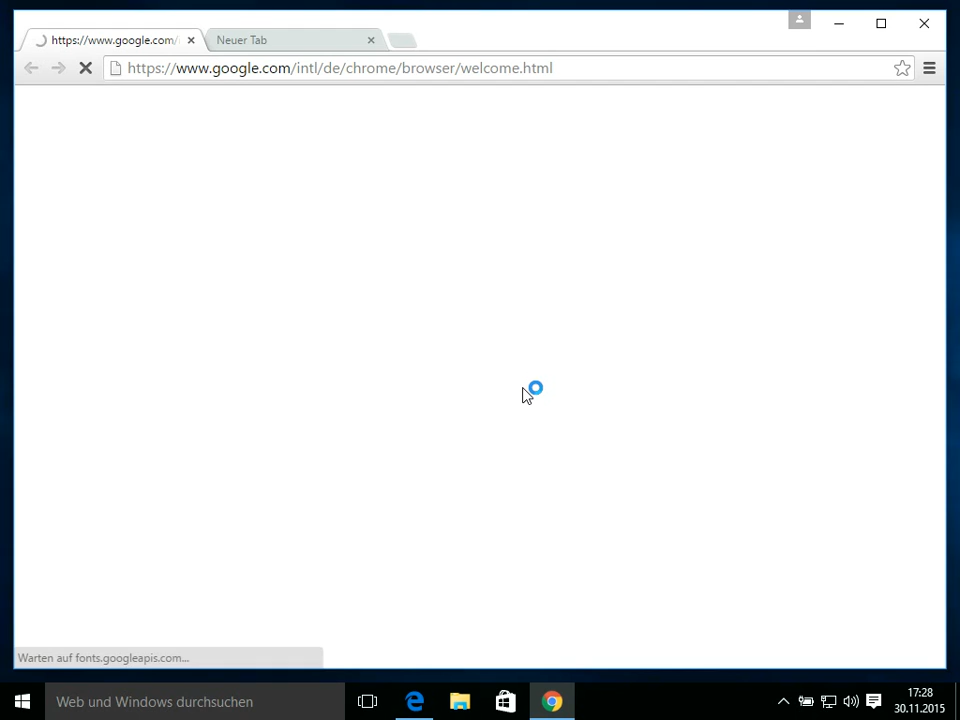 https://www.google.com/
Neuer Tab
https://www.google.com/intl/de/chrome/browser/welcome.html
Warten auf fonts.googleapis.com...
Web und Windows durchsuchen
17:28
30.11.2015